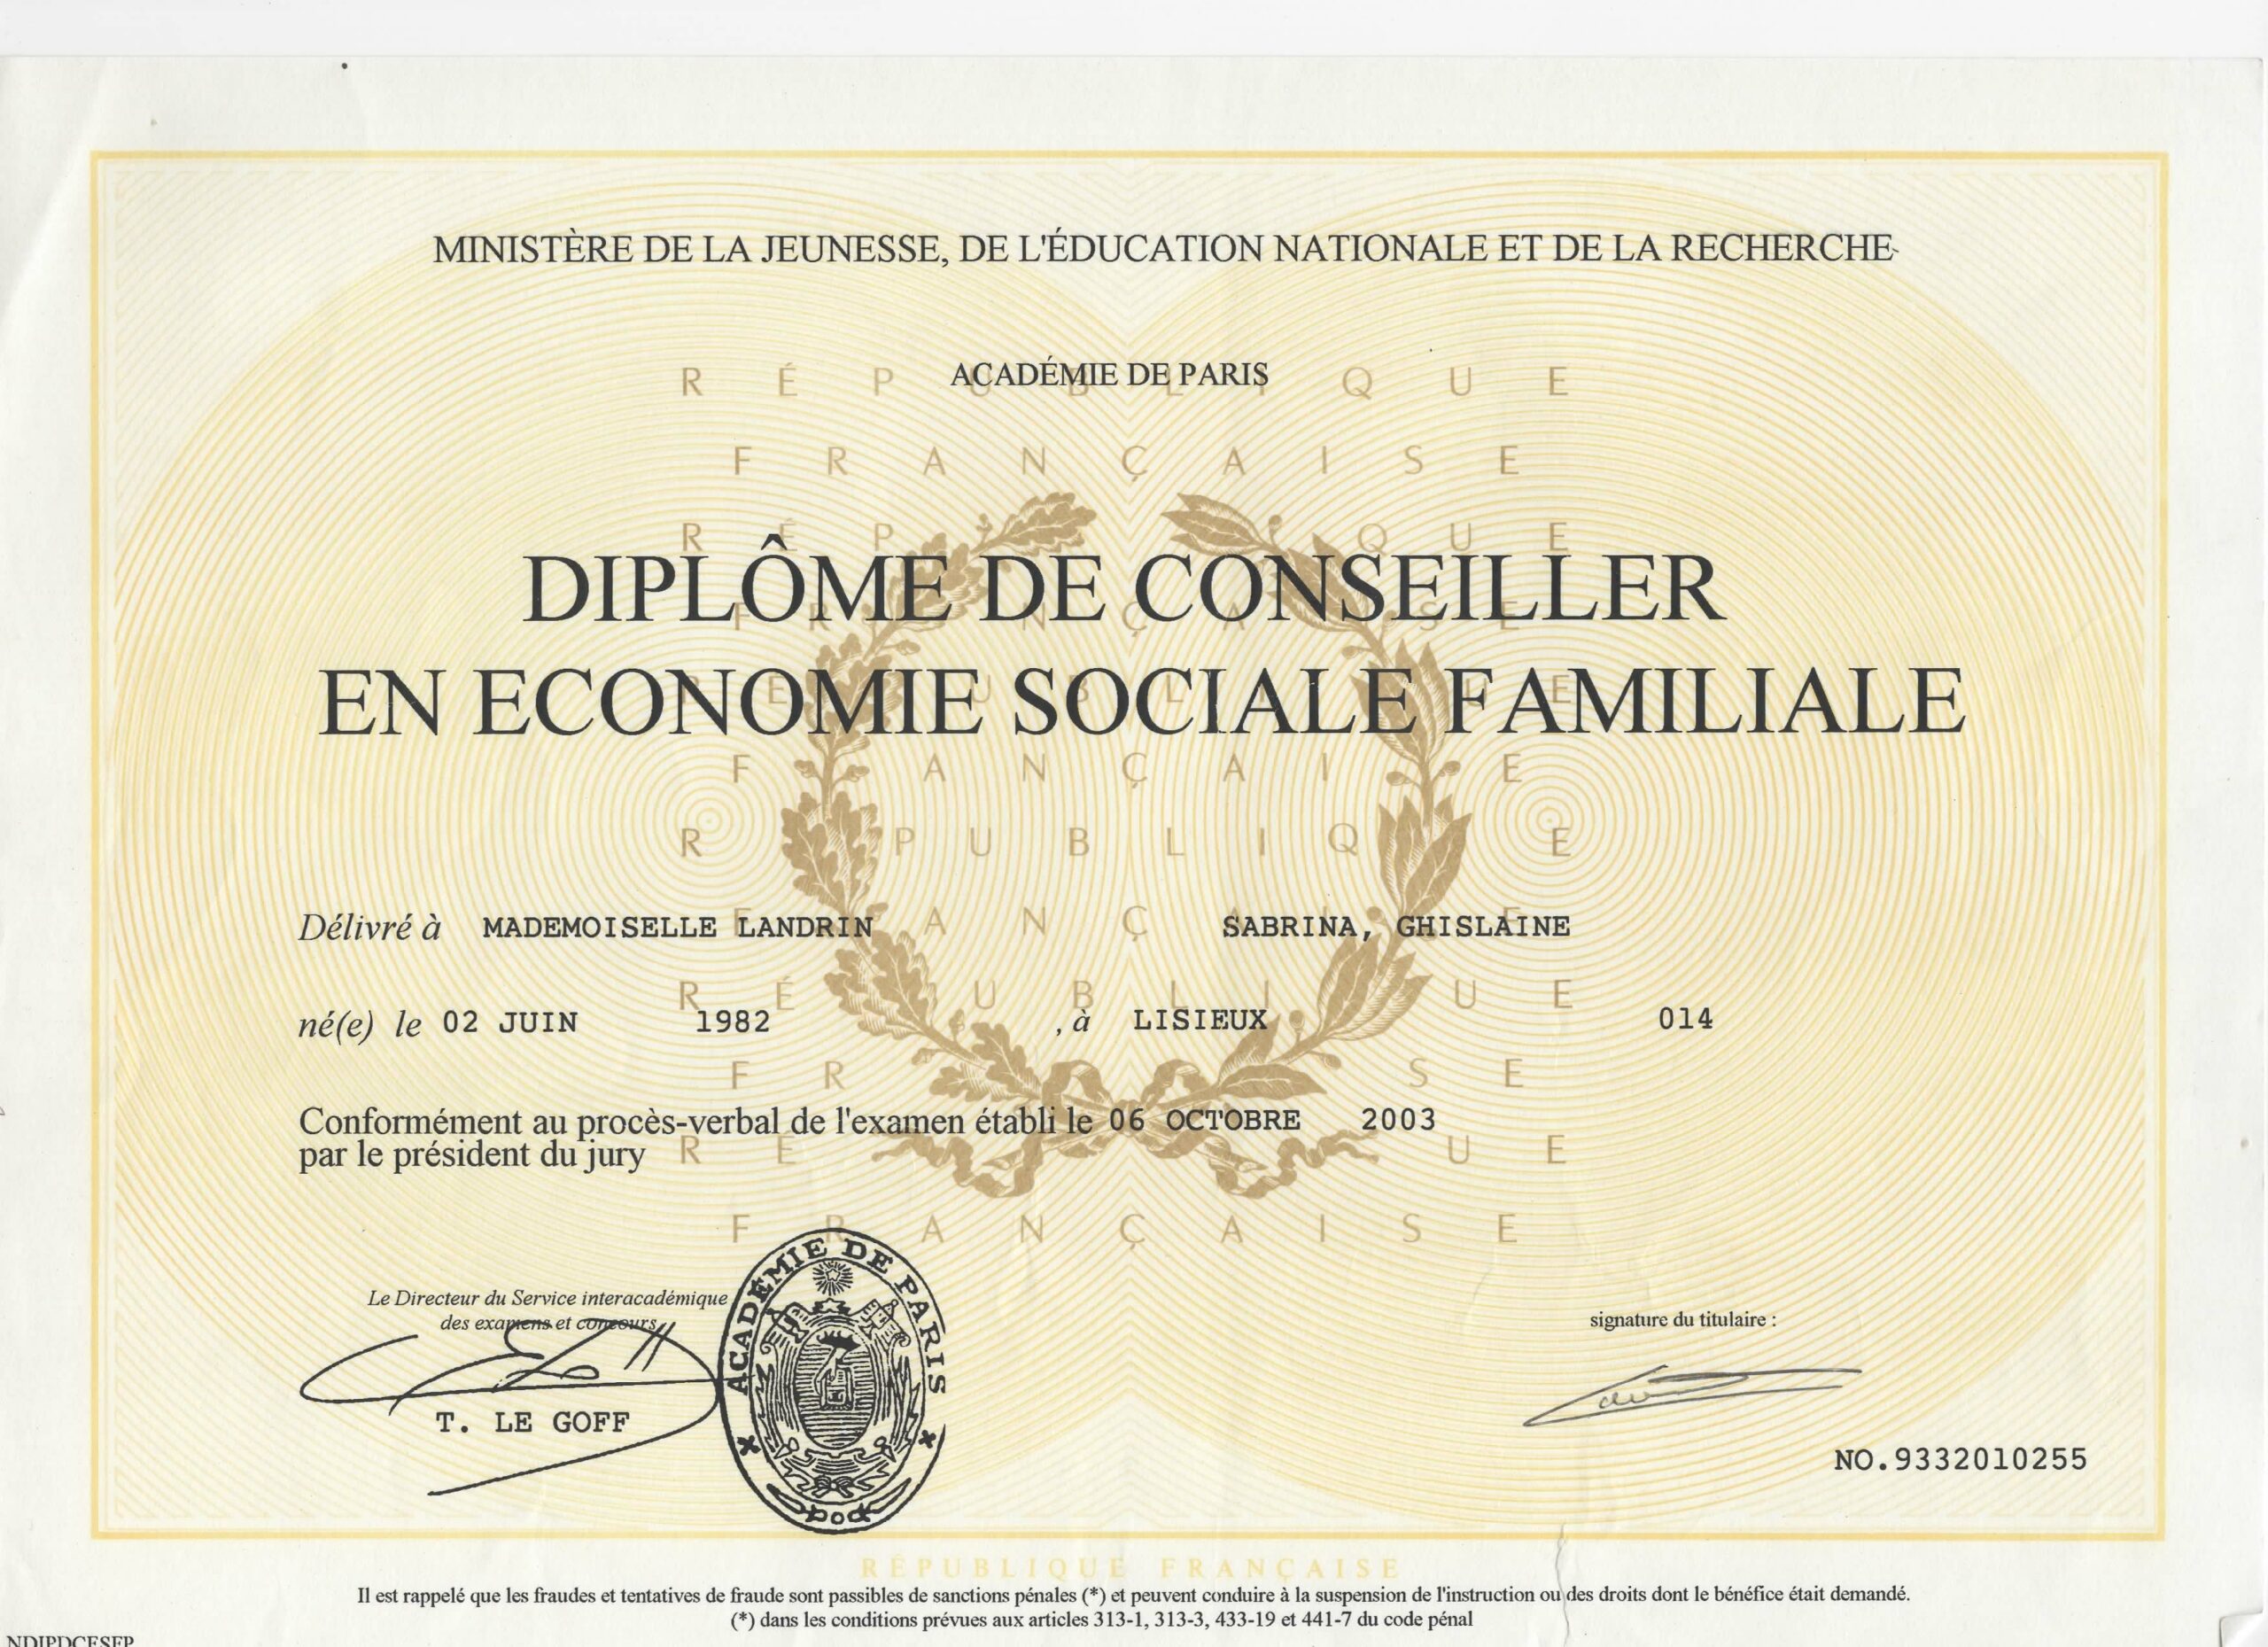 MINISTÈRE DE LA JEUNESSE, DE L'ÉDUCATION NATIONALE ET DE LA RECHERCHE
ACADÉMIE DE PARIS
RÉPUBLIQUE
FRANÇAISE
DIPLÔME DE CONSEILLER
EN ECONOMIE SOCIALE FAMILIALE
Délivré à MADEMOISELLE LANDRIN SABRINA, GHISLAINE
né(e) le 02 JUIN 1982 , à LISIEUX 014
Conformément au procès-verbal de l'examen établi le 06 OCTOBRE 2003
par le président du jury
Le Directeur du Service interacadémique
des examens et concours
T. LE GOFF
ACADÉMIE DE PARIS
signature du titulaire :
NO.9332010255
RÉPUBLIQUE FRANÇAISE
Il est rappelé que les fraudes et tentatives de fraude sont passibles de sanctions pénales (*) et peuvent conduire à la suspension de l'instruction ou des droits dont le bénéfice était demandé.
(*) dans les conditions prévues aux articles 313-1, 313-3, 433-19 et 441-7 du code pénal